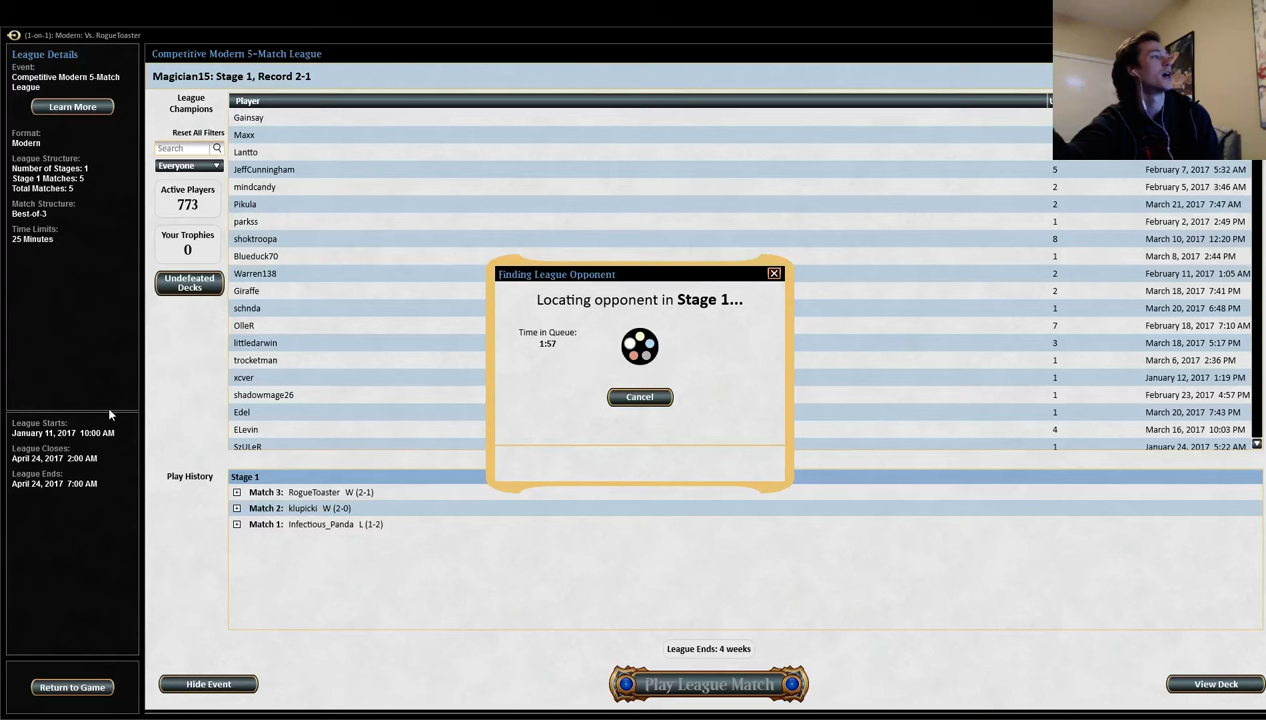 (1-on-1): Modern: Vs. RogueToaster
League Details
Event:
Competitive Modern 5-Match
League
Learn More
Format:
Modern
League Structure:
Number of Stages: 1
Stage 1 Matches: 5
Total Matches: 5
Match Structure:
Best-of-3
Time Limits:
25 Minutes
League Starts:
January 11, 2017 10:00 AM
League Closes:
April 24, 2017 2:00 AM
League Ends:
April 24, 2017 7:00 AM
Return to Game
Competitive Modern 5-Match League
Magician15: Stage 1, Record 2-1
League
Champions
Reset All Filters
Search
Everyone
Active Players
773
Your Trophies
0
Undefeated
Decks
Player
Gainsay
Maxx
Lantto
JeffCunningham 5 February 7, 2017 5:32 AM
mindcandy 2 February 5, 2017 3:46 AM
Pikula 2 March 21, 2017 7:47 AM
parkss 1 February 2, 2017 2:49 PM
shoktroopa 8 March 10, 2017 12:20 PM
Blueduck70 1 March 8, 2017 2:44 PM
Warren138 2 February 11, 2017 1:05 AM
Giraffe 2 March 18, 2017 7:41 PM
schnda 1 March 20, 2017 6:48 PM
OlleR 7 February 18, 2017 7:10 AM
littledarwin 3 March 18, 2017 5:17 PM
trocketman 1 March 6, 2017 2:36 PM
xcver 1 January 12, 2017 1:19 PM
shadowmage26 1 February 23, 2017 4:57 PM
Edel 1 March 20, 2017 7:43 PM
ELevin 4 March 16, 2017 10:03 PM
SzULeR 1 January 24, 2017 5:22 AM
Finding League Opponent
Locating opponent in Stage 1...
Time in Queue:
1:57
Cancel
Play History
Stage 1
Match 3: RogueToaster W (2-1)
Match 2: klupicki W (2-0)
Match 1: Infectious_Panda L (1-2)
League Ends: 4 weeks
Hide Event
Play League Match
View Deck